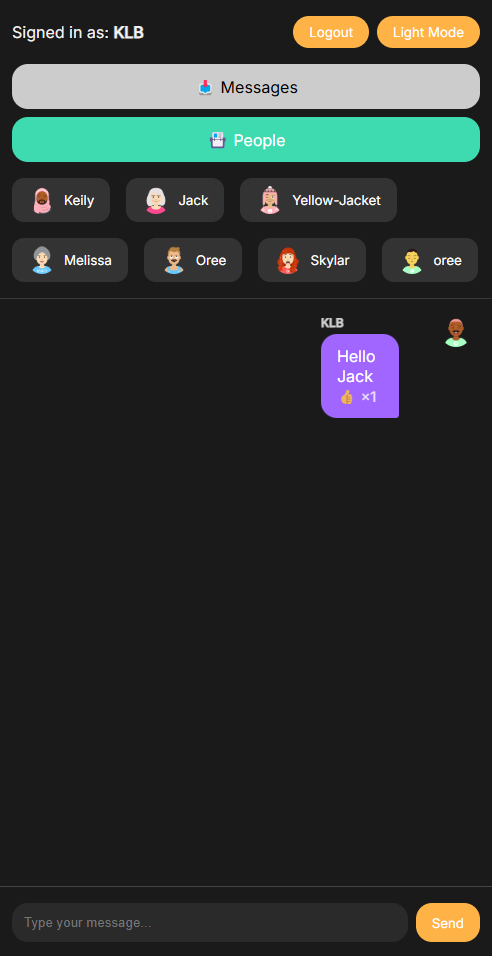 Signed in as: KLB
Logout
Light Mode
Messages
People
Keily
Jack
Yellow-Jacket
Melissa
Oree
Skylar
oree
KLB
Hello
Jack
👍 ×1
Type your message...
Send